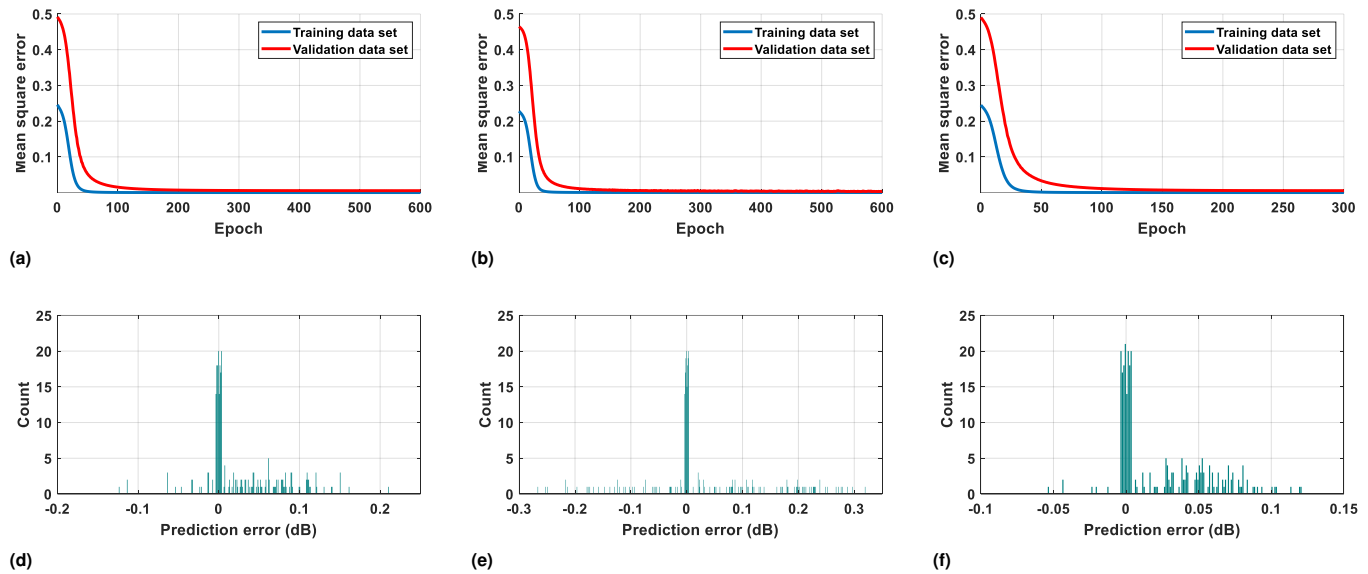 0.5
0.4
0.3
0.2
0.1
Mean square error
Training data set
Validation data set
0 100 200 300 400 500 600
Epoch
(a)
0.5
0.4
0.3
0.2
0.1
Mean square error
Training data set
Validation data set
0 100 200 300 400 500 600
Epoch
(b)
0.5
0.4
0.3
0.2
0.1
Mean square error
Training data set
Validation data set
0 50 100 150 200 250 300
Epoch
(c)
25
20
15
10
5
0
Count
-0.2 -0.1 0 0.1 0.2
Prediction error (dB)
(d)
25
20
15
10
5
0
Count
-0.3 -0.2 -0.1 0 0.1 0.2 0.3
Prediction error (dB)
(e)
25
20
15
10
5
0
Count
-0.1 -0.05 0 0.05 0.1 0.15
Prediction error (dB)
(f)